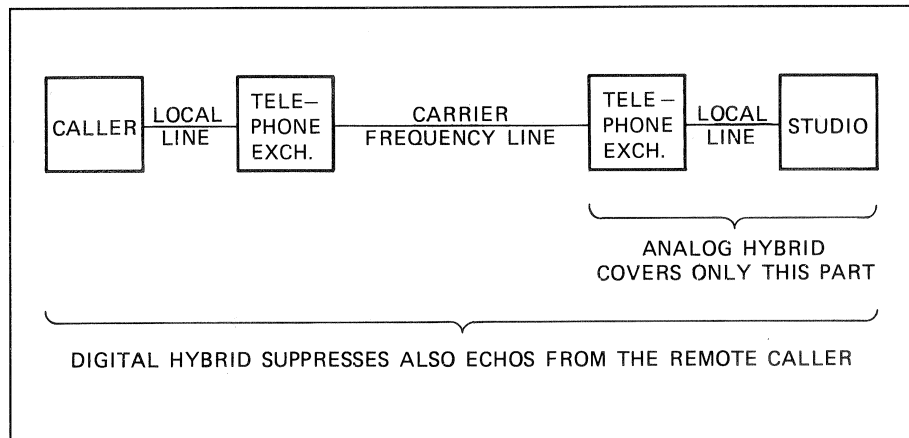 CALLER
LOCAL
LINE
TELE-
PHONE
EXCH.
CARRIER
FREQUENCY LINE
TELE-
PHONE
EXCH.
LOCAL
LINE
STUDIO
ANALOG HYBRID
COVERS ONLY THIS PART
DIGITAL HYBRID SUPPRESSES ALSO ECHOS FROM THE REMOTE CALLER